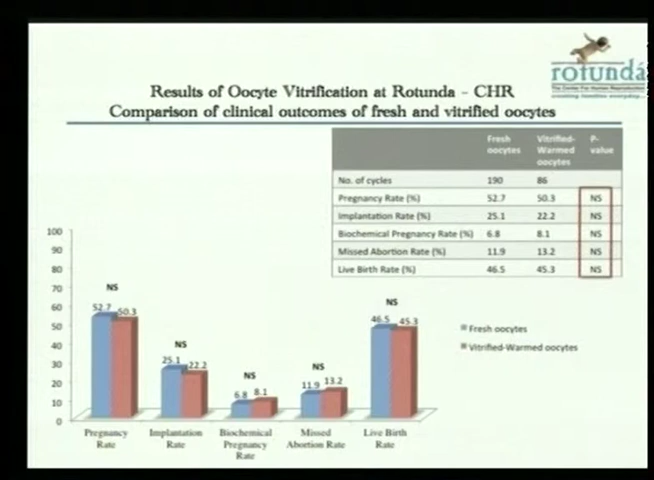 rotunda
The Center For Human Reproduction
creating families everyday...
Results of Oocyte Vitrification at Rotunda - CHR
Comparison of clinical outcomes of fresh and vitrified oocytes
Fresh oocytes Vitrified-Warmed oocytes P-value
No. of cycles 190 86
Pregnancy Rate (%) 52.7 50.3 NS
Implantation Rate (%) 25.1 22.2 NS
Biochemical Pregnancy Rate (%) 6.8 8.1 NS
Missed Abortion Rate (%) 11.9 13.2 NS
Live Birth Rate (%) 46.5 45.3 NS
100
90
80
70
60
50
40
30
20
10
0
NS
52.7 50.3
NS
25.1 22.2
NS
6.8 8.1
NS
11.9 13.2
NS
46.5 45.3
Fresh oocytes
Vitrified-Warmed oocytes
Pregnancy
Rate
Implantation
Rate
Biochemical
Pregnancy
Rate
Missed
Abortion Rate
Live Birth
Rate